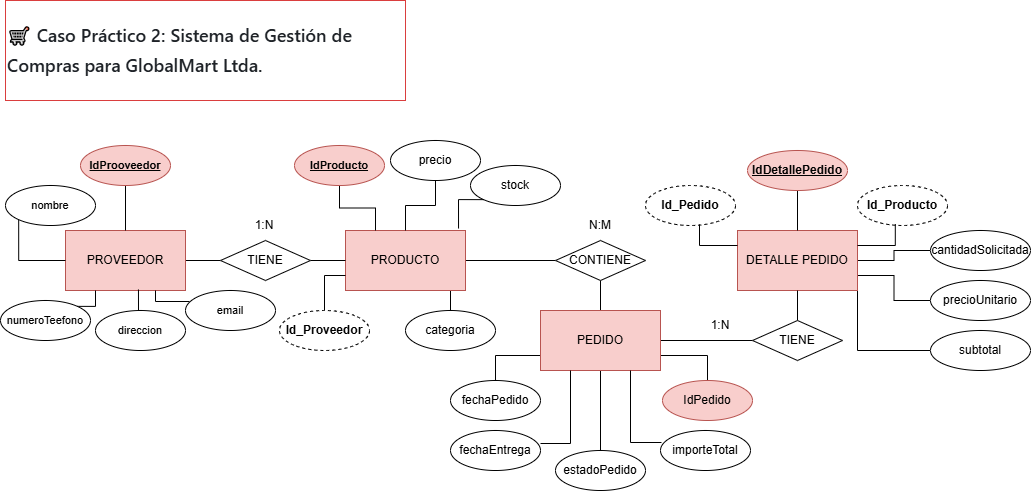 🛒 Caso Práctico 2: Sistema de Gestión de
Compras para GlobalMart Ltda.
IdProoveedor
IdProducto
precio
stock
IdDetallePedido
nombre
Id_Pedido
Id_Producto
1:N
N:M
cantidadSolicitada
PROVEEDOR
TIENE
PRODUCTO
CONTIENE
DETALLE PEDIDO
precioUnitario
numeroTeefono
direccion
email
Id_Proveedor
categoria
1:N
PEDIDO
TIENE
subtotal
fechaPedido
IdPedido
fechaEntrega
estadoPedido
importeTotal